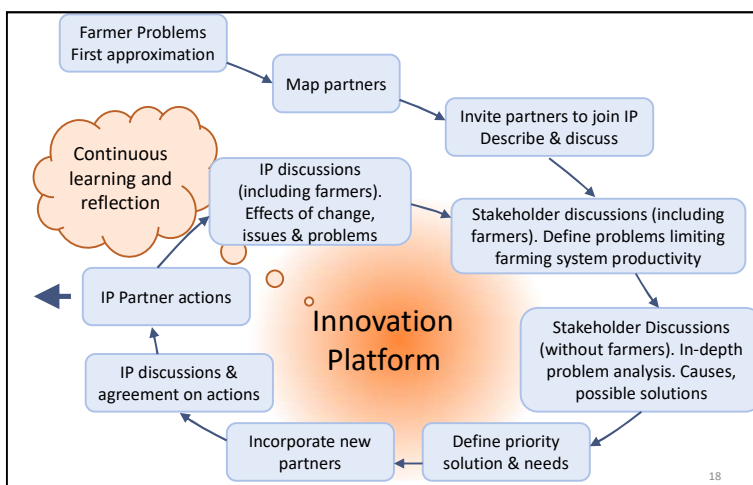 Farmer Problems
First approximation
Map partners
Invite partners to join IP
Describe & discuss
Continuous
learning and
reflection
IP discussions
(including farmers).
Effects of change,
issues & problems
Stakeholder discussions (including
farmers). Define problems limiting
farming system productivity
IP Partner actions
Innovation
Platform
Stakeholder Discussions
(without farmers). In-depth
problem analysis. Causes,
possible solutions
IP discussions &
agreement on actions
Incorporate new
partners
Define priority
solution & needs
18